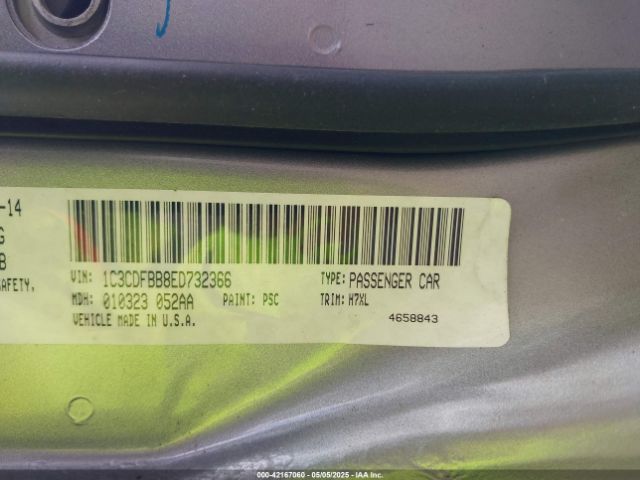 -14
G
B
SAFETY,
VIN: 1C3CDFBB8ED732366 TYPE: PASSENGER CAR
MDH: 010323 052AA PAINT: PSC TRIM: H7XL
VEHICLE MADE IN U.S.A. 4658843
000-42167060 - 05/05/2025 - IAA Inc.